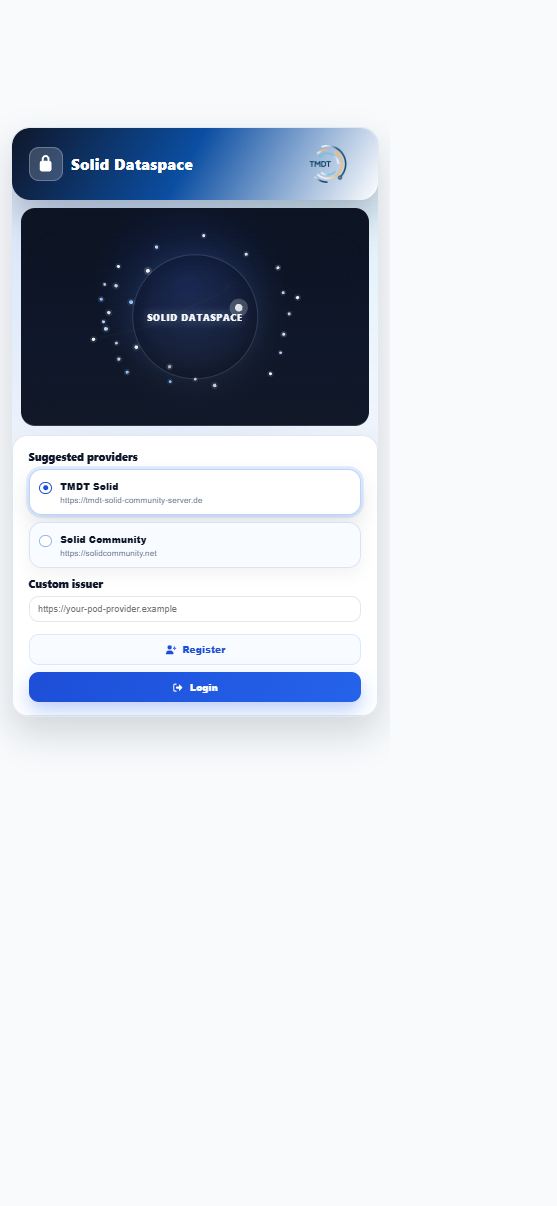 Solid Dataspace
TMDT
SOLID DATASPACE
Suggested providers
TMDT Solid
https://tmdt-solid-community-server.de
Solid Community
https://solidcommunity.net
Custom issuer
https://your-pod-provider.example
Register
Login